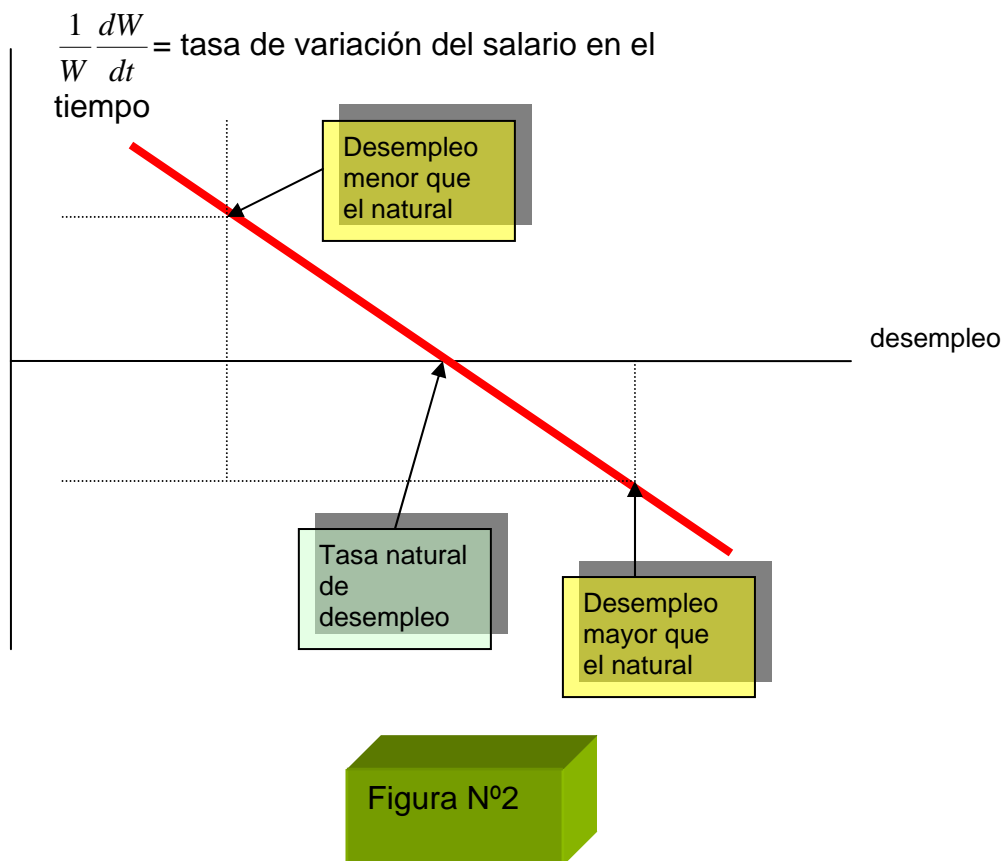 1/W dW/dt = tasa de variación del salario en el
tiempo
Desempleo
menor que
el natural
desempleo
Tasa natural
de
desempleo
Desempleo
mayor que
el natural
Figura Nº2